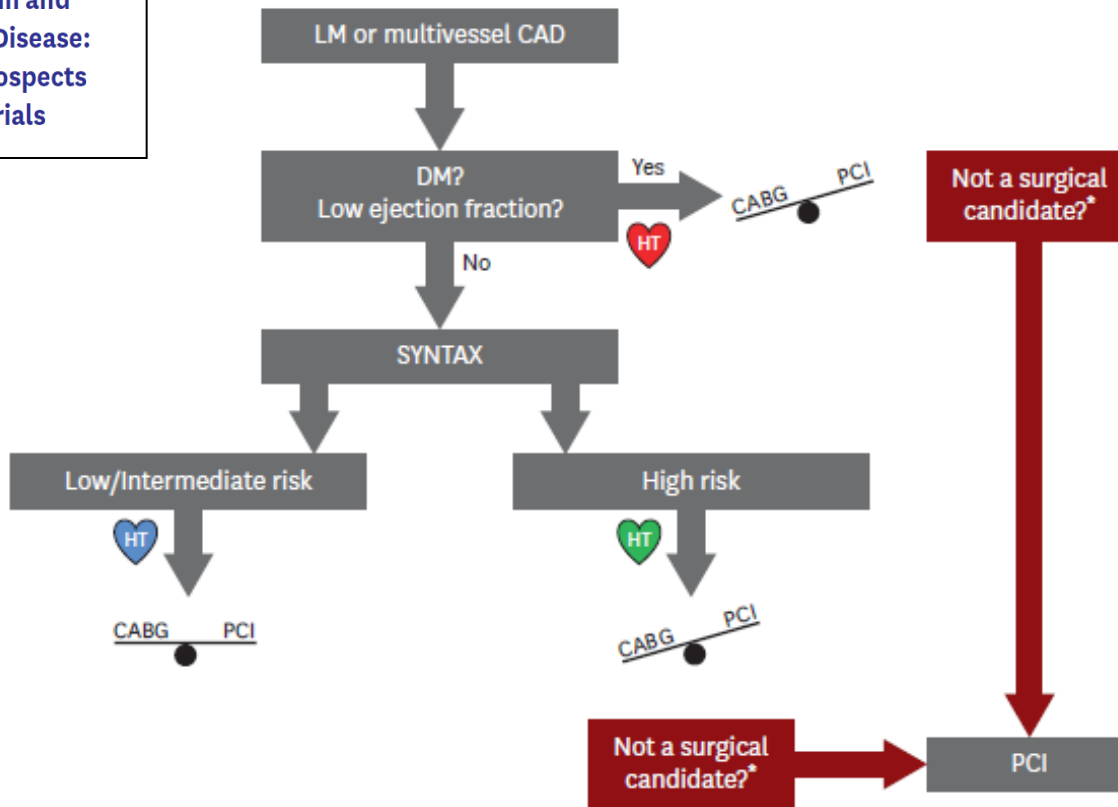 and
Disease:
ospects
rials
LM or multivessel CAD
DM?
Low ejection fraction?
Yes
HT
CABG PCI
Not a surgical
candidate?*
No
SYNTAX
Low/Intermediate risk
High risk
HT
HT
CABG PCI
CABG PCI
Not a surgical
candidate?*
PCI